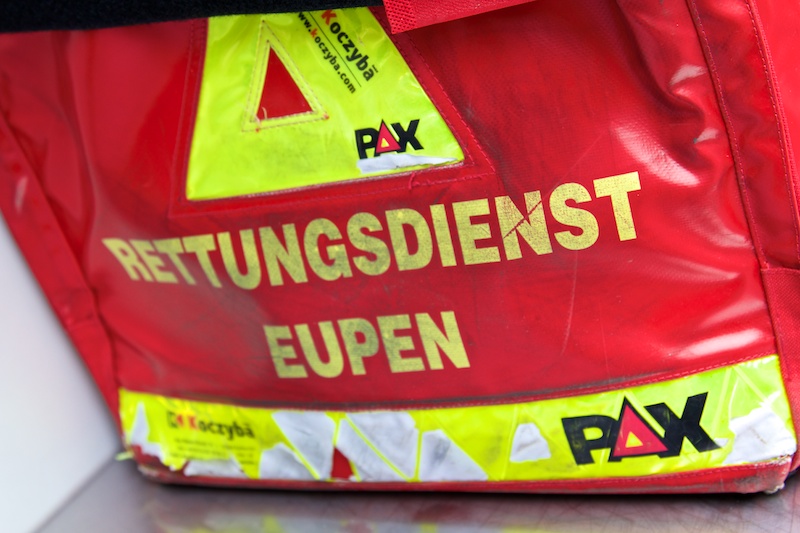 Koczyba
www.koczyba.com
PAX
RETTUNGSDIENST
EUPEN
Koczyba
PAX